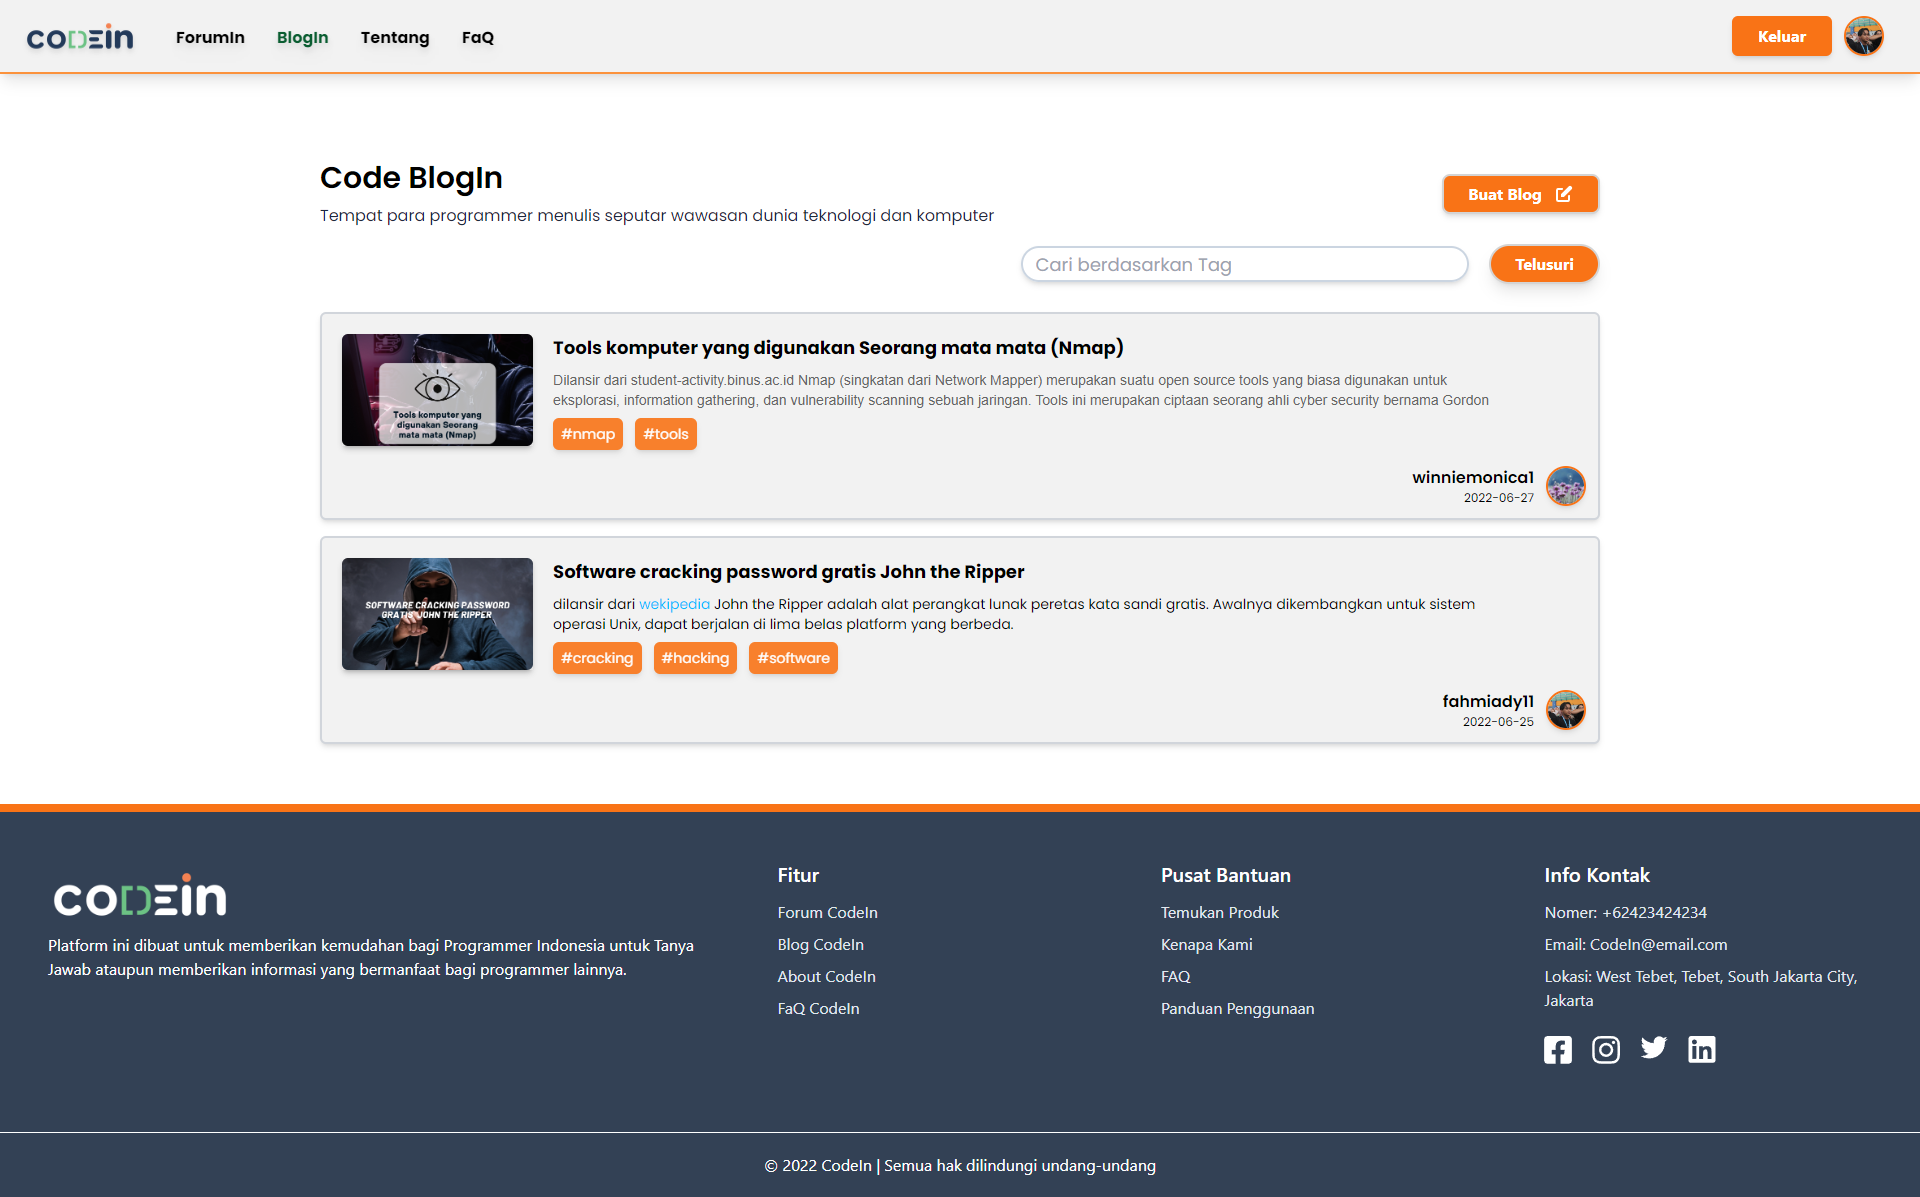 codein
ForumIn
BlogIn
Tentang
FaQ
Keluar
Code BlogIn
Tempat para programmer menulis seputar wawasan dunia teknologi dan komputer
Buat Blog
Cari berdasarkan Tag
Telusuri
Tools komputer yang
digunakan Seorang
mata mata (Nmap)
Tools komputer yang digunakan Seorang mata mata (Nmap)
Dilansir dari student-activity.binus.ac.id Nmap (singkatan dari Network Mapper) merupakan suatu open source tools yang biasa digunakan untuk
eksplorasi, information gathering, dan vulnerability scanning sebuah jaringan. Tools ini merupakan ciptaan seorang ahli cyber security bernama Gordon
#nmap
#tools
winniemonica1
2022-06-27
SOFTWARE CRACKING PASSWORD
GRATIS JOHN THE RIPPER
Software cracking password gratis John the Ripper
dilansir dari wekipedia John the Ripper adalah alat perangkat lunak peretas kata sandi gratis. Awalnya dikembangkan untuk sistem
operasi Unix, dapat berjalan di lima belas platform yang berbeda.
#cracking
#hacking
#software
fahmiady11
2022-06-25
codein
Platform ini dibuat untuk memberikan kemudahan bagi Programmer Indonesia untuk Tanya
Jawab ataupun memberikan informasi yang bermanfaat bagi programmer lainnya.
Fitur
Forum CodeIn
Blog CodeIn
About CodeIn
FaQ CodeIn
Pusat Bantuan
Temukan Produk
Kenapa Kami
FAQ
Panduan Penggunaan
Info Kontak
Nomer: +62423424234
Email: CodeIn@email.com
Lokasi: West Tebet, Tebet, South Jakarta City,
Jakarta
© 2022 CodeIn | Semua hak dilindungi undang-undang